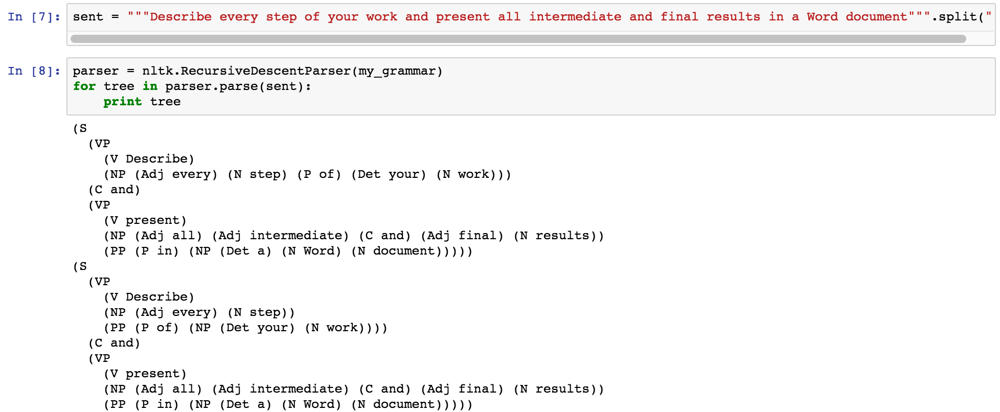 In [7]: sent = """Describe every step of your work and present all intermediate and final results in a Word document""".split("
In [8]: parser = nltk.RecursiveDescentParser(my_grammar)
for tree in parser.parse(sent):
    print tree
(S
  (VP
    (V Describe)
    (NP (Adj every) (N step) (P of) (Det your) (N work)))
  (C and)
  (VP
    (V present)
    (NP (Adj all) (Adj intermediate) (C and) (Adj final) (N results))
    (PP (P in) (NP (Det a) (N Word) (N document)))))
(S
  (VP
    (V Describe)
    (NP (Adj every) (N step))
    (PP (P of) (NP (Det your) (N work))))
  (C and)
  (VP
    (V present)
    (NP (Adj all) (Adj intermediate) (C and) (Adj final) (N results))
    (PP (P in) (NP (Det a) (N Word) (N document)))))